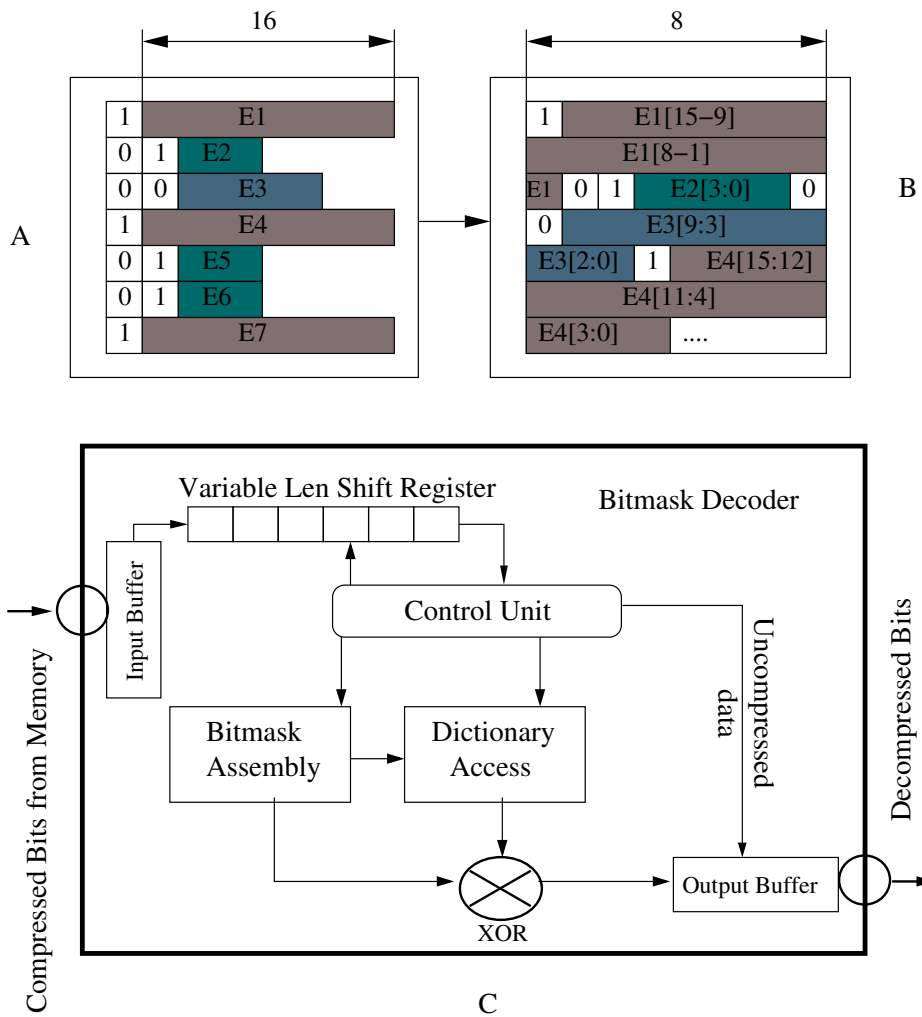 16
8
1 E1
0 1 E2
0 0 E3
1 E4
0 1 E5
0 1 E6
1 E7
A
1 E1[15−9]
E1[8−1]
E1 0 1 E2[3:0] 0
0 E3[9:3]
E3[2:0] 1 E4[15:12]
E4[11:4]
E4[3:0] ....
B
Variable Len Shift Register
Bitmask Decoder
Input Buffer
Control Unit
Compressed Bits from Memory
Uncompressed
data
Decompressed Bits
Bitmask
Assembly
Dictionary
Access
Output Buffer
XOR
C